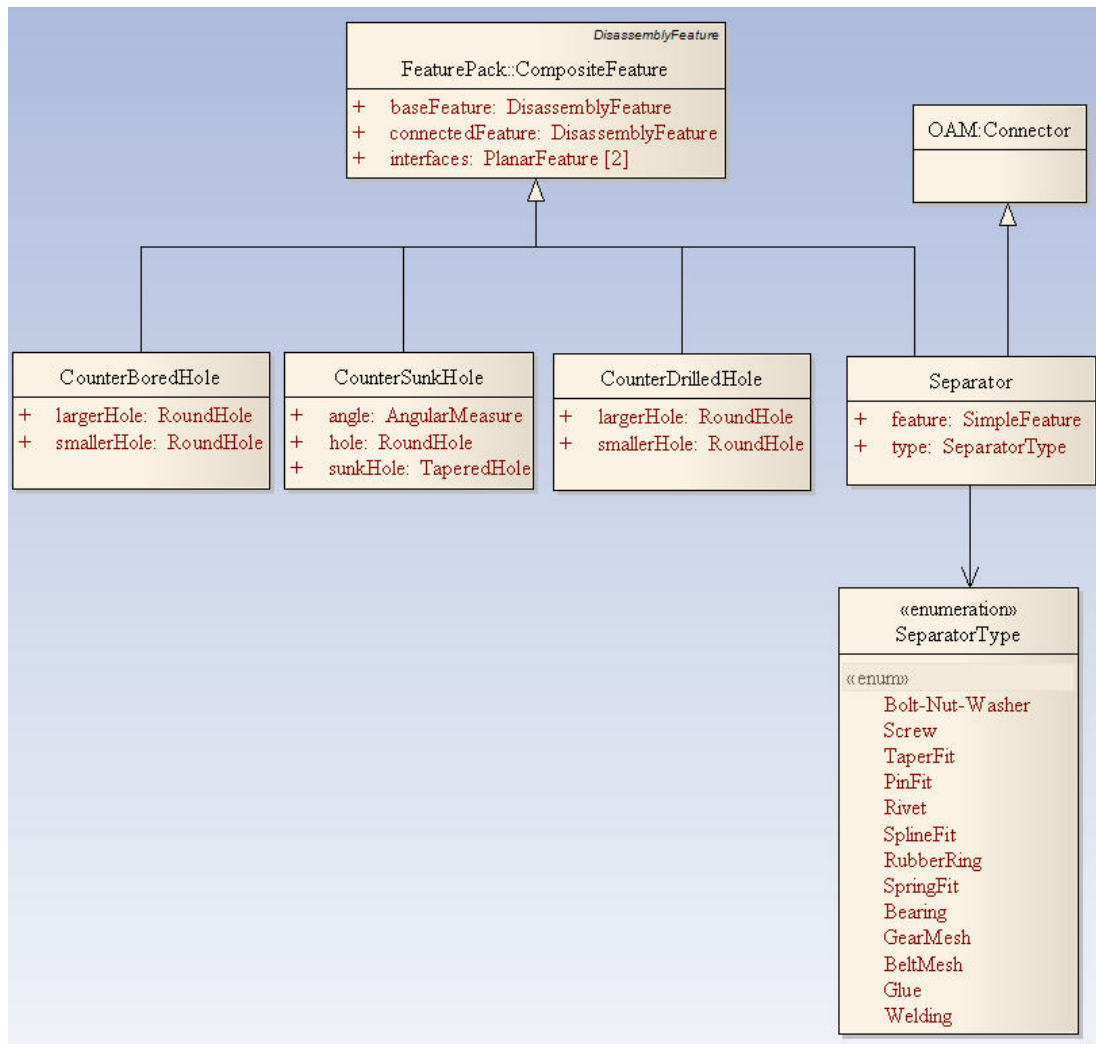 DisassemblyFeature
FeaturePack::CompositeFeature
+ baseFeature: DisassemblyFeature
+ connectedFeature: DisassemblyFeature
+ interfaces: PlanarFeature [2]
OAM:Connector
CounterBoredHole
+ largerHole: RoundHole
+ smallerHole: RoundHole
CounterSunkHole
+ angle: AngularMeasure
+ hole: RoundHole
+ sunkHole: TaperedHole
CounterDrilledHole
+ largerHole: RoundHole
+ smallerHole: RoundHole
Separator
+ feature: SimpleFeature
+ type: SeparatorType
«enumeration»
SeparatorType
«enum»
Bolt-Nut-Washer
Screw
TaperFit
PinFit
Rivet
SplineFit
RubberRing
SpringFit
Bearing
GearMesh
BeltMesh
Glue
Welding